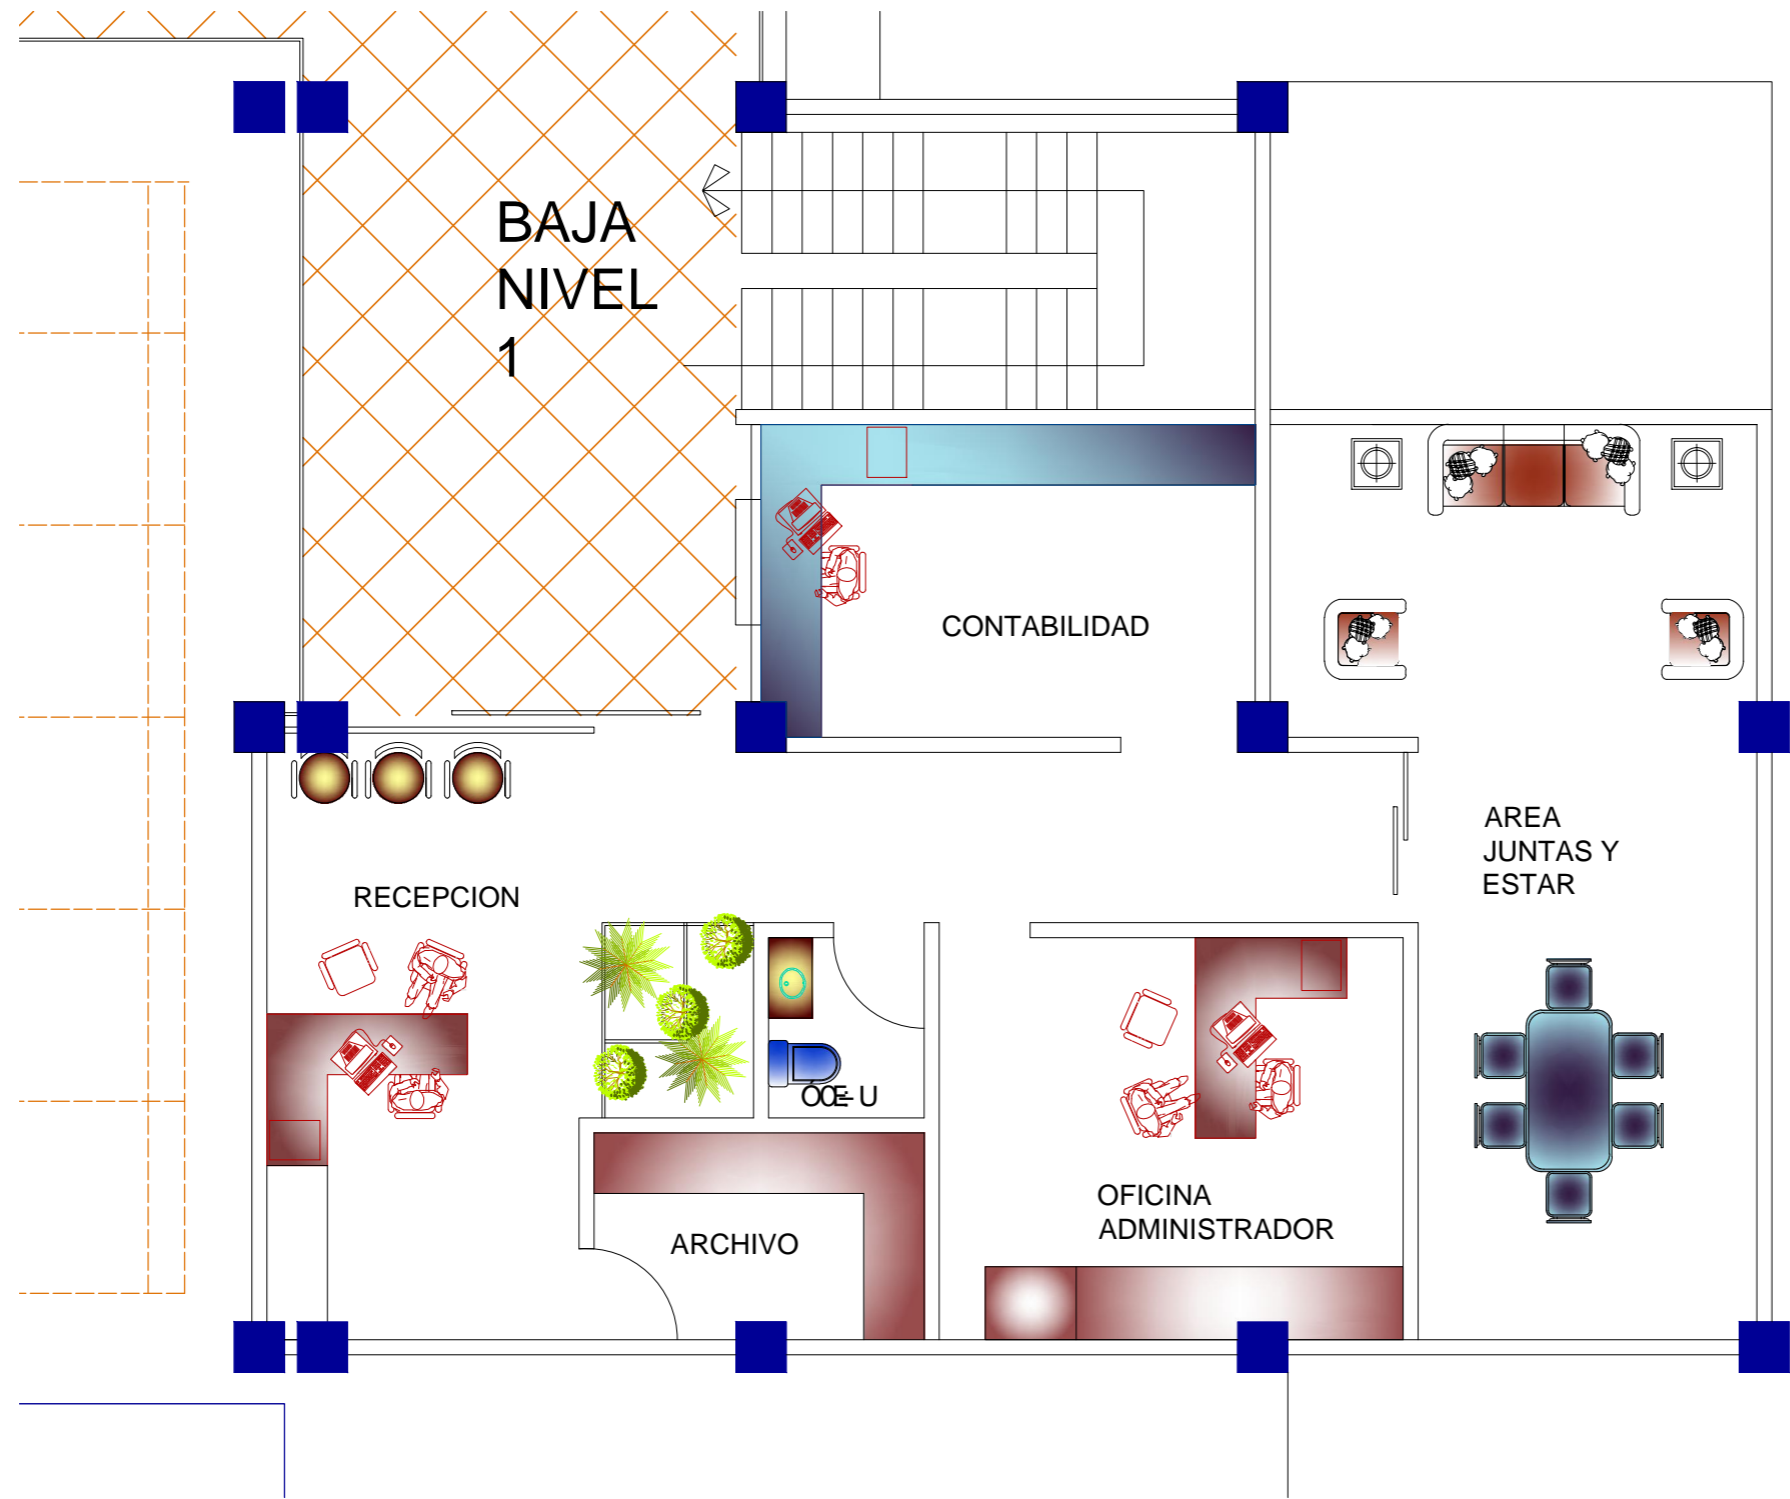 BAJA
NIVEL
1
CONTABILIDAD
AREA
JUNTAS Y
ESTAR
RECEPCION
OFICINA
ADMINISTRADOR
ARCHIVO